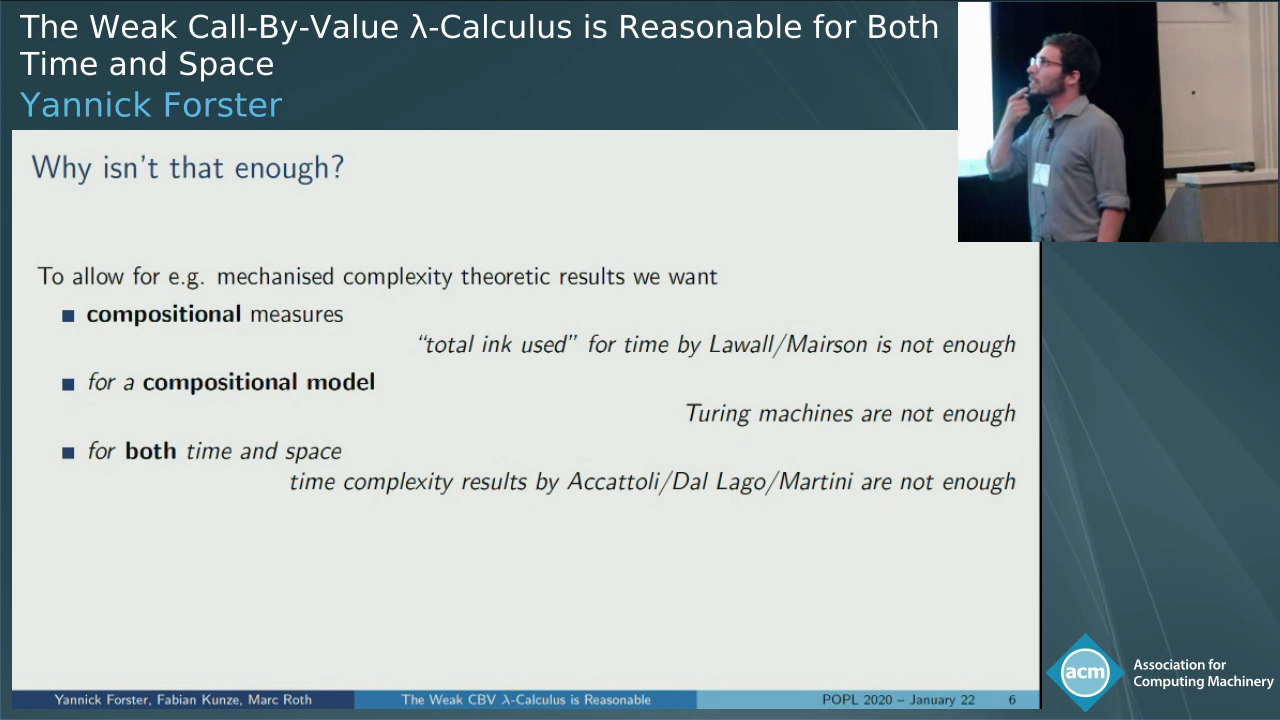 The Weak Call-By-Value λ-Calculus is Reasonable for Both
Time and Space
Yannick Forster
Why isn't that enough?
To allow for e.g. mechanised complexity theoretic results we want
compositional measures
“total ink used” for time by Lawall/Mairson is not enough
for a compositional model
Turing machines are not enough
for both time and space
time complexity results by Accattoli/Dal Lago/Martini are not enough
Yannick Forster, Fabian Kunze, Marc Roth
The Weak CBV λ-Calculus is Reasonable
POPL 2020 – January 22
6
acm
Association for
Computing Machinery